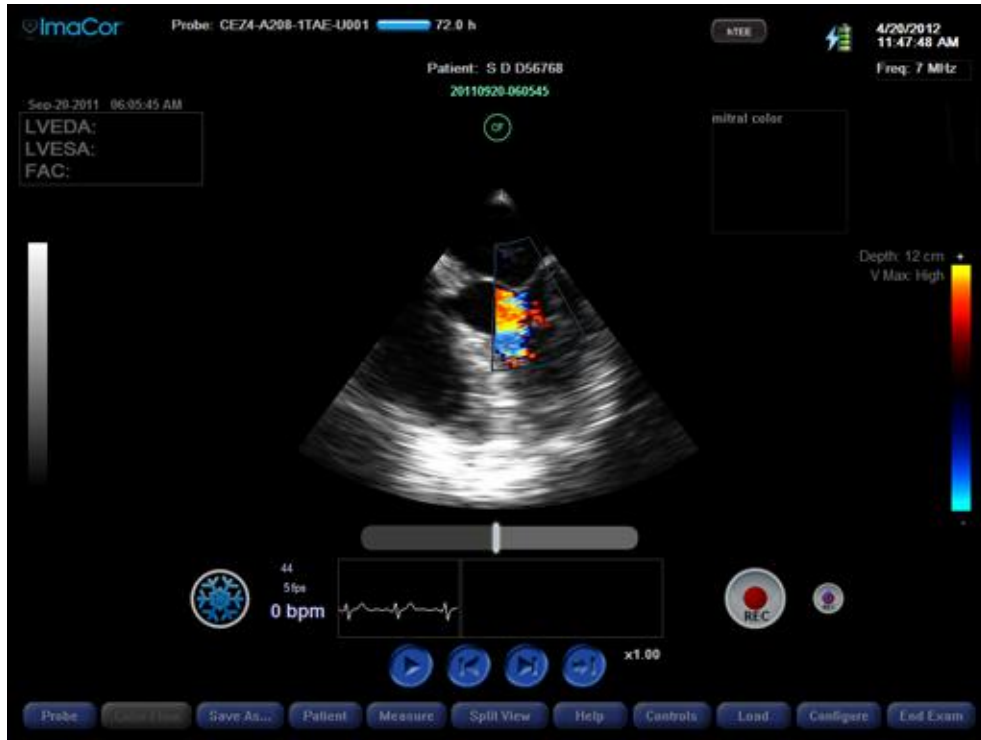 ImaCor
Probe: CEZ4-A208-1TAE-U001 72.0 h
hTEE
4/20/2012
11:47:48 AM
Patient: S D D56768
Freq: 7 MHz
20110920-060545
Sep-20-2011 06:05:45 AM
LVEDA:
LVESA:
FAC:
CF
mitral color
Depth: 12 cm +
V Max: High
-
44
5 fps
0 bpm
REC
REC
x1.00
Probe
Save As...
Patient
Measure
Split View
Help
Controls
Load
Configure
End Exam